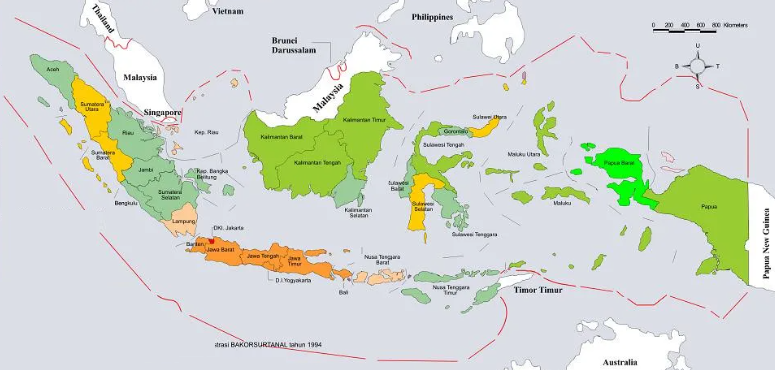 Vietnam
Philippines
Thailand
0 200 400 600 800 Kilometers
U
B T
S
Brunei
Darussalam
Malaysia
Malaysia
Singapore
Aceh
Sumatera
Utara
Riau
Kep. Riau
Sumatera
Barat
Jambi
Kep. Bangka
Belitung
Sumatera
Selatan
Bengkulu
Lampung
Kalimantan Barat
Kalimantan Timur
Kalimantan Tengah
Kalimantan
Selatan
Sulawei Utara
Gorontalo
Sulawesi Tengah
Sulawesi
Barat
Sulawesi
Selatan
Sulawesi Tenggara
Maluku Utara
Maluku
Papua Barat
Papua
Papua New Guinea
DKI. Jakarta
Banten
Jawa Barat
Jawa Tengah
Jawa
Timur
D.I.Yogyakarta
Bali
Nusa Tenggara
Barat
Nusa Tenggara
Timur
Timor Timur
trasi BAKORSURTANAL tahun 1994
Australia